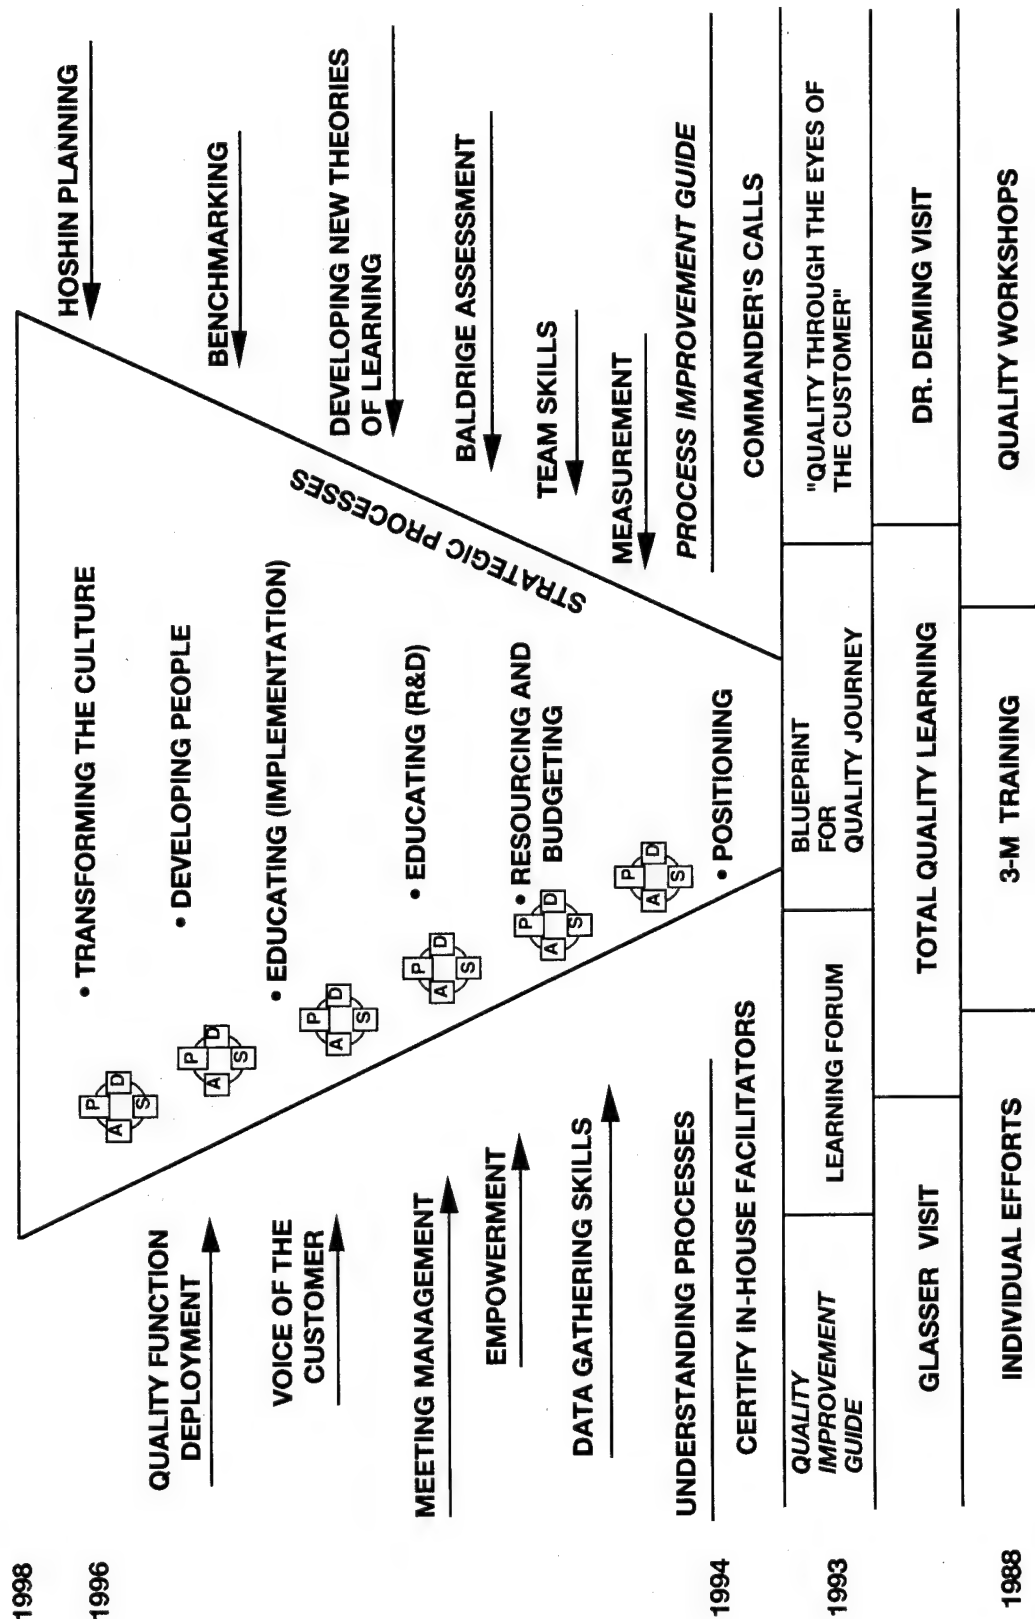 1998
HOSHIN PLANNING
1996
• TRANSFORMING THE CULTURE
P
A D
S
QUALITY FUNCTION
DEPLOYMENT
• DEVELOPING PEOPLE
P
A D
S
BENCHMARKING
VOICE OF THE
CUSTOMER
• EDUCATING (IMPLEMENTATION)
P
A D
S
STRATEGIC PROCESSES
DEVELOPING NEW THEORIES
OF LEARNING
MEETING MANAGEMENT
• EDUCATING (R&D)
P
A D
S
BALDRIGE ASSESSMENT
EMPOWERMENT
• RESOURCING AND
BUDGETING
P
A D
S
TEAM SKILLS
DATA GATHERING SKILLS
MEASUREMENT
P
A D
S
UNDERSTANDING PROCESSES
PROCESS IMPROVEMENT GUIDE
1994
• POSITIONING
CERTIFY IN-HOUSE FACILITATORS
COMMANDER'S CALLS
1993
QUALITY
IMPROVEMENT
GUIDE
LEARNING FORUM
BLUEPRINT
FOR
QUALITY JOURNEY
"QUALITY THROUGH THE EYES OF
THE CUSTOMER"
GLASSER VISIT
TOTAL QUALITY LEARNING
DR. DEMING VISIT
1988
INDIVIDUAL EFFORTS
3-M TRAINING
QUALITY WORKSHOPS